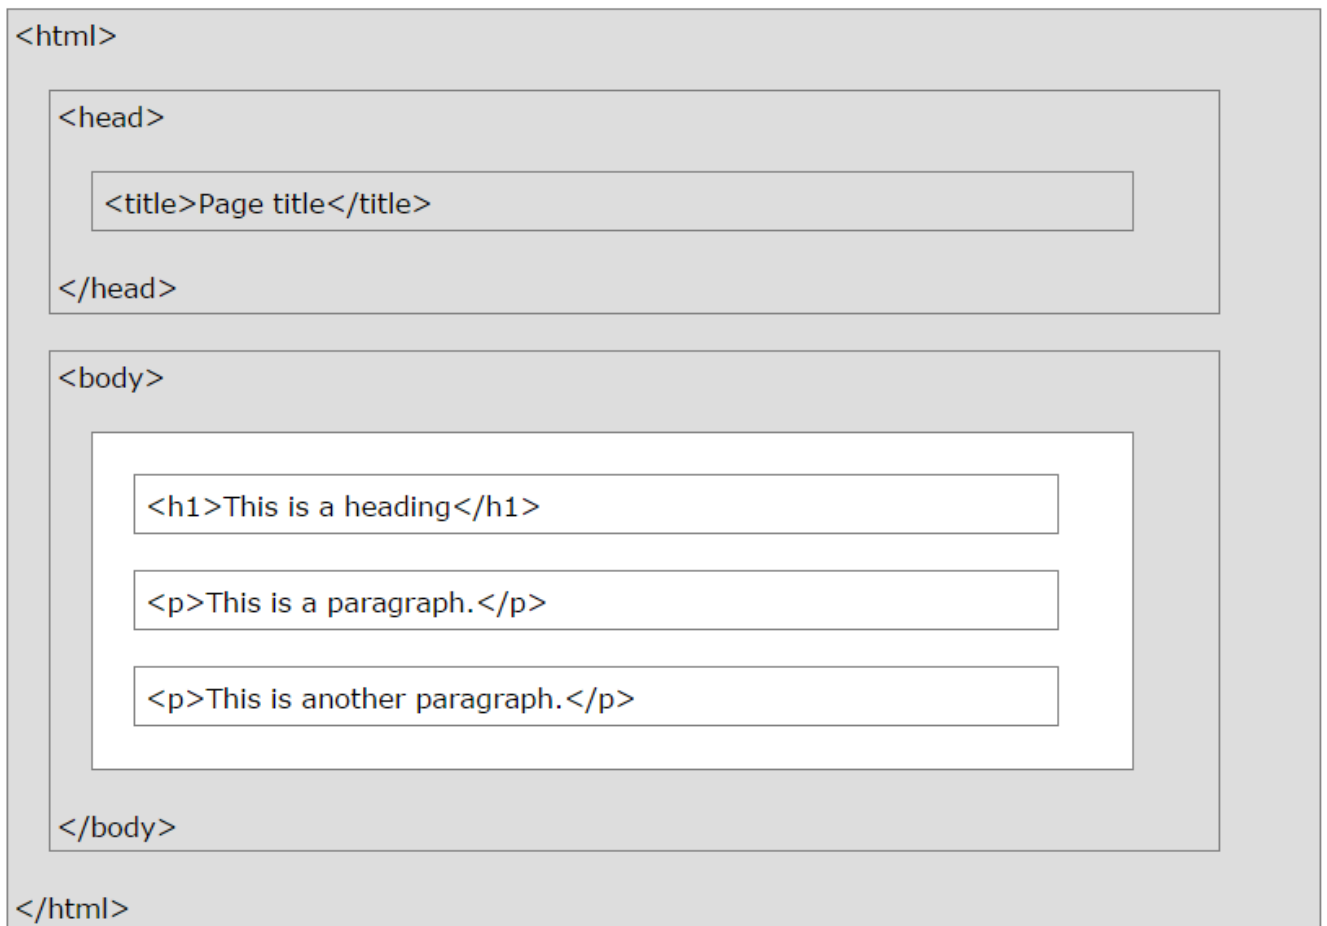 <html>
<head>
<title>Page title</title>
</head>
<body>
<h1>This is a heading</h1>
<p>This is a paragraph.</p>
<p>This is another paragraph.</p>
</body>
</html>